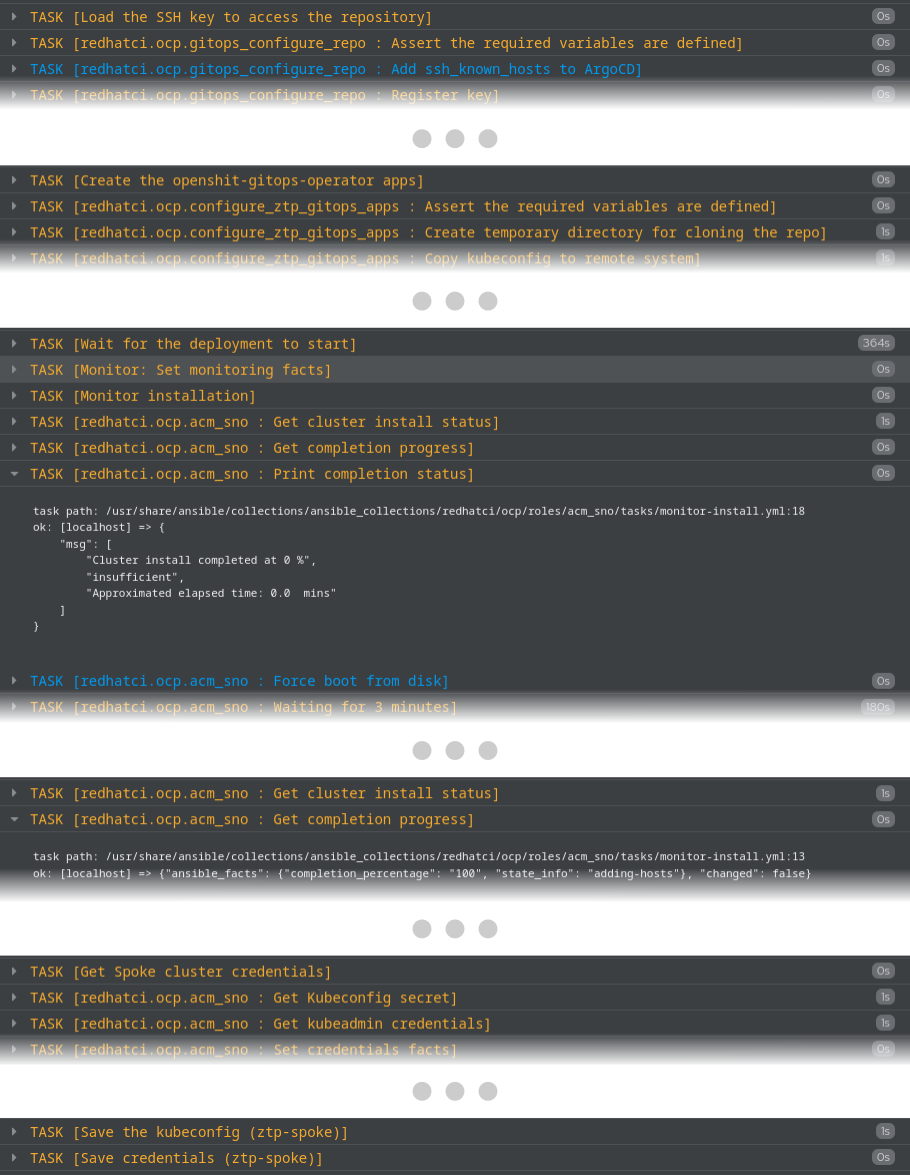 TASK [Load the SSH key to access the repository] 0s
TASK [redhatci.ocp.gitops_configure_repo : Assert the required variables are defined] 0s
TASK [redhatci.ocp.gitops_configure_repo : Add ssh_known_hosts to ArgoCD] 0s
TASK [redhatci.ocp.gitops_configure_repo : Register key] 0s
TASK [Create the openshit-gitops-operator apps] 0s
TASK [redhatci.ocp.configure_ztp_gitops_apps : Assert the required variables are defined] 0s
TASK [redhatci.ocp.configure_ztp_gitops_apps : Create temporary directory for cloning the repo] 1s
TASK [redhatci.ocp.configure_ztp_gitops_apps : Copy kubeconfig to remote system] 1s
TASK [Wait for the deployment to start] 364s
TASK [Monitor: Set monitoring facts] 0s
TASK [Monitor installation] 0s
TASK [redhatci.ocp.acm_sno : Get cluster install status] 1s
TASK [redhatci.ocp.acm_sno : Get completion progress] 0s
TASK [redhatci.ocp.acm_sno : Print completion status] 0s
task path: /usr/share/ansible/collections/ansible_collections/redhatci/ocp/roles/acm_sno/tasks/monitor-install.yml:18
ok: [localhost] => {
    "msg": [
        "Cluster install completed at 0 %",
        "insufficient",
        "Approximated elapsed time: 0.0  mins"
    ]
}
TASK [redhatci.ocp.acm_sno : Force boot from disk] 0s
TASK [redhatci.ocp.acm_sno : Waiting for 3 minutes] 180s
TASK [redhatci.ocp.acm_sno : Get cluster install status] 1s
TASK [redhatci.ocp.acm_sno : Get completion progress] 0s
task path: /usr/share/ansible/collections/ansible_collections/redhatci/ocp/roles/acm_sno/tasks/monitor-install.yml:13
ok: [localhost] => {"ansible_facts": {"completion_percentage": "100", "state_info": "adding-hosts"}, "changed": false}
TASK [Get Spoke cluster credentials] 0s
TASK [redhatci.ocp.acm_sno : Get Kubeconfig secret] 1s
TASK [redhatci.ocp.acm_sno : Get kubeadmin credentials] 1s
TASK [redhatci.ocp.acm_sno : Set credentials facts] 0s
TASK [Save the kubeconfig (ztp-spoke)] 1s
TASK [Save credentials (ztp-spoke)] 0s